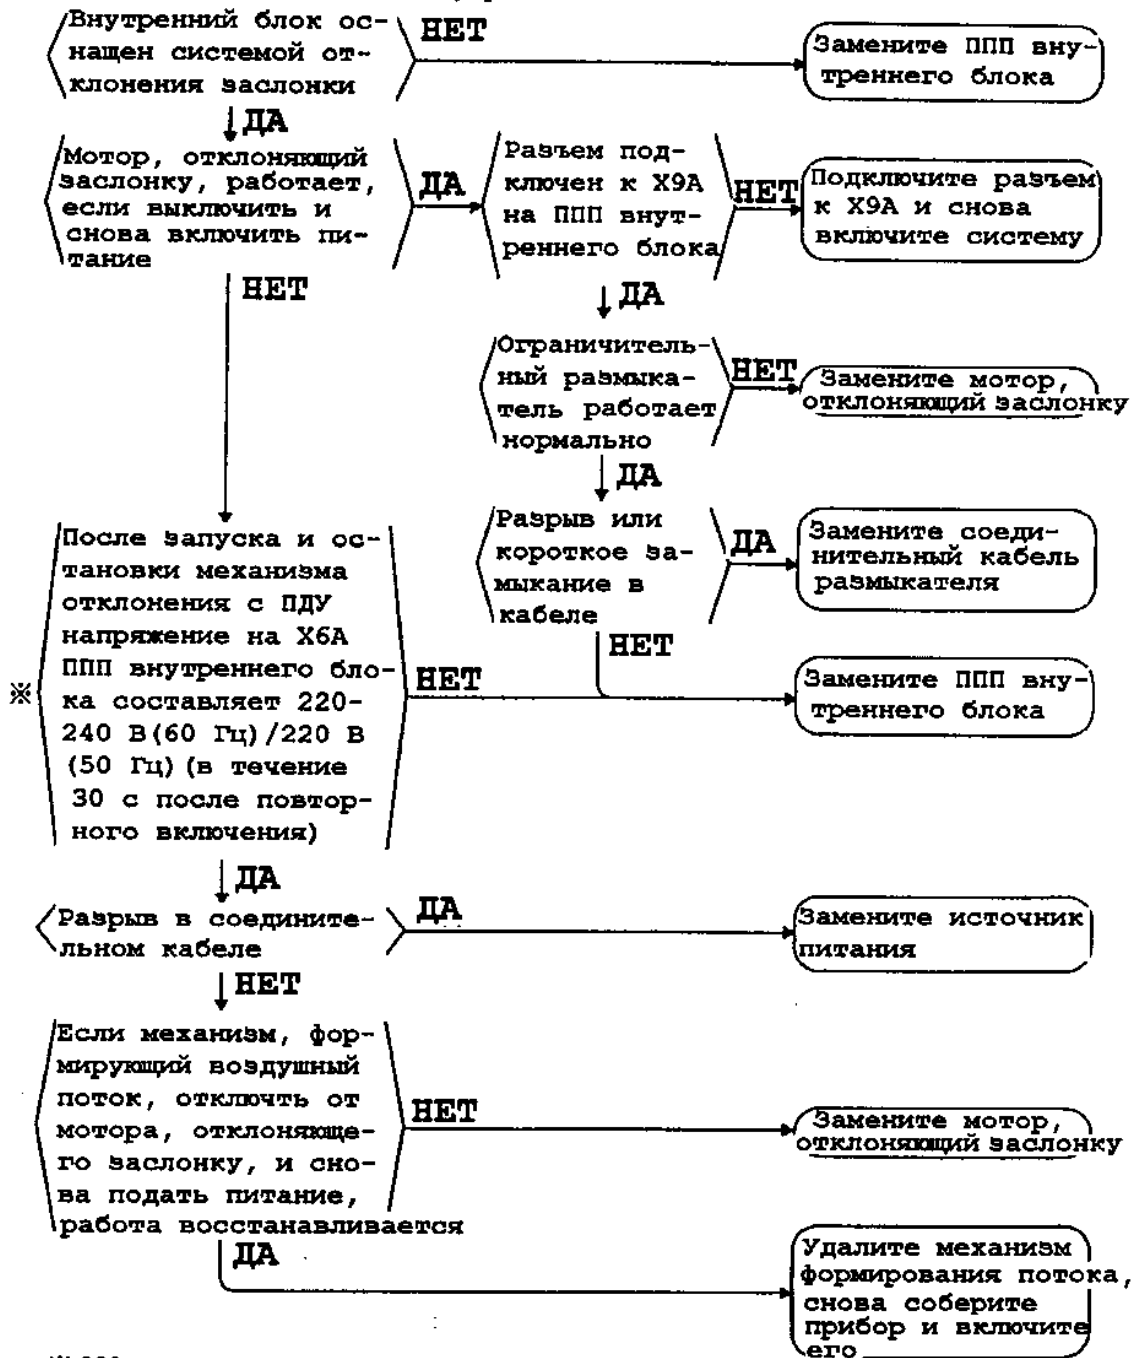 Внутренний блок ос-
нащен системой от-
клонения заслонки
НЕТ
Замените ППП вну-
треннего блока
ДА
Мотор, отклоняющий
заслонку, работает,
если выключить и
снова включить пи-
тание
ДА
Разъем под-
ключен к X9A
на ППП внут-
реннего блока
НЕТ
Подключите разъем
к X9A и снова
включите систему
НЕТ
ДА
Ограничитель-
ный размыка-
тель работает
нормально
НЕТ
Замените мотор,
отклоняющий заслонку
ДА
Разрыв или
короткое за-
мыкание в
кабеле
ДА
Замените соеди-
нительный кабель
размыкателя
НЕТ
※
После запуска и ос-
тановки механизма
отклонения с ПДУ
напряжение на X6A
ППП внутреннего бло-
ка составляет 220-
240 В(60 Гц)/220 В
(50 Гц)(в течение
30 с после повтор-
ного включения)
НЕТ
Замените ППП вну-
треннего блока
ДА
Разрыв в соедините-
льном кабеле
ДА
Замените источник
питания
НЕТ
Если механизм, фор-
мирующий воздушный
поток, отключть от
мотора, отклоняюще-
го заслонку, и сно-
ва подать питание,
работа восстанавливается
НЕТ
Замените мотор,
отклоняющий заслонку
ДА
Удалите механизм
формирования потока,
снова соберите
прибор и включите
его